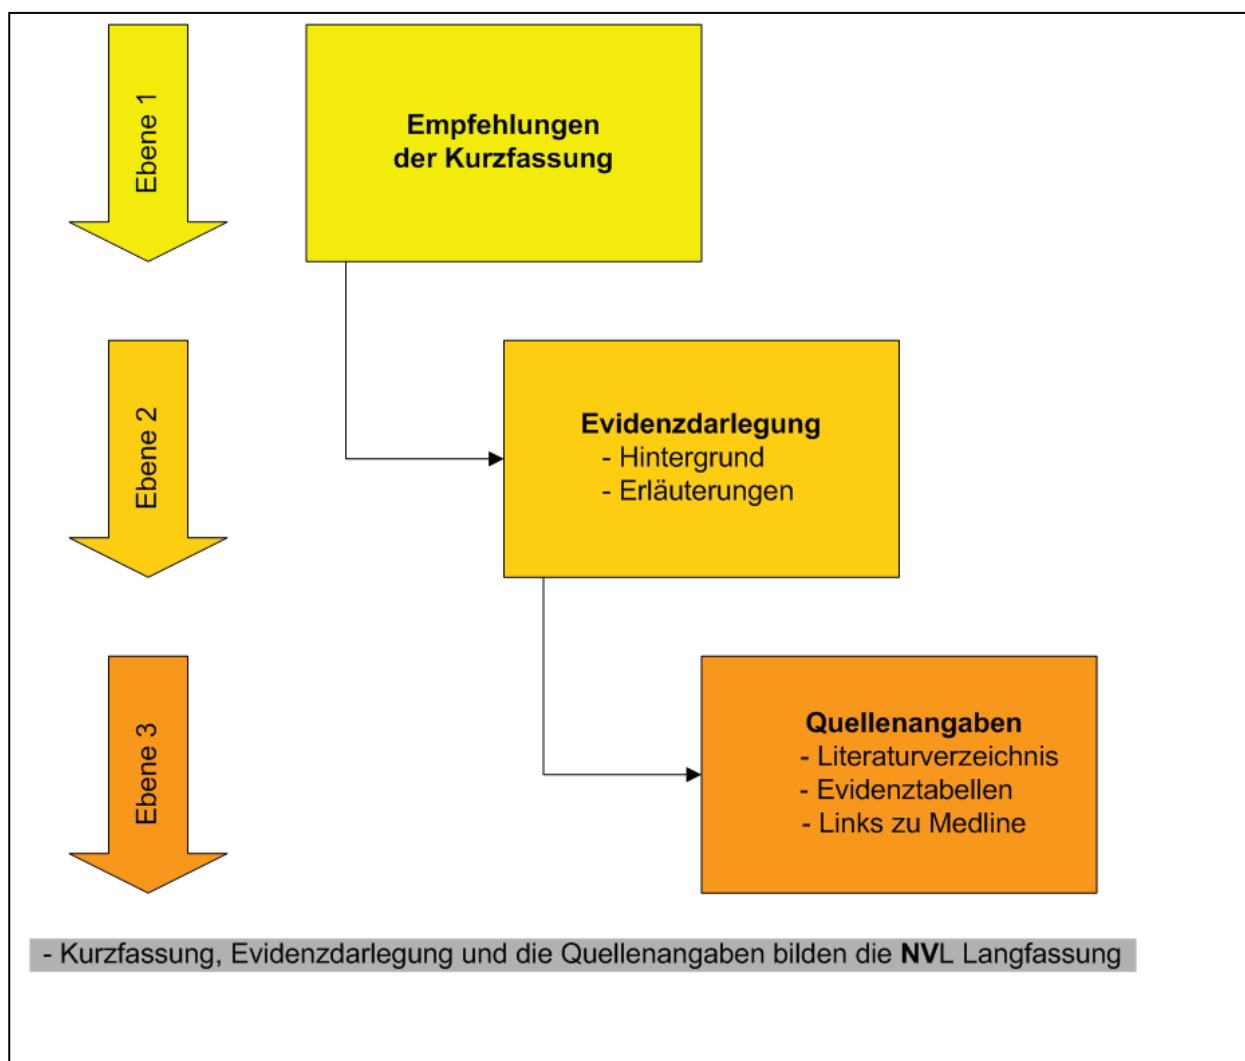 Ebene 1
Empfehlungen
der Kurzfassung
Ebene 2
Evidenzdarlegung
- Hintergrund
- Erläuterungen
Ebene 3
Quellenangaben
- Literaturverzeichnis
- Evidenztabellen
- Links zu Medline
- Kurzfassung, Evidenzdarlegung und die Quellenangaben bilden die NVL Langfassung